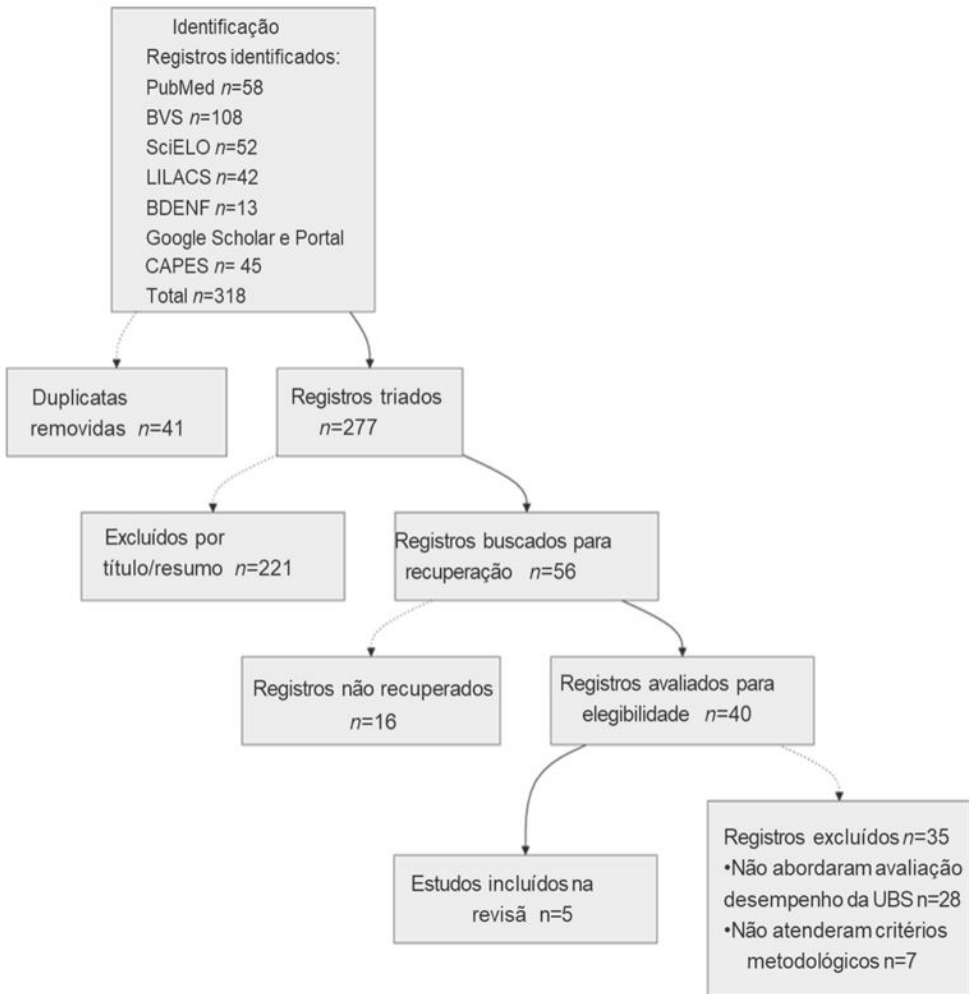 Identificação
Registros identificados:
PubMed n=58
BVS n=108
SciELO n=52
LILACS n=42
BDENF n=13
Google Scholar e Portal
CAPES n= 45
Total n=318
Duplicatas
removidas n=41
Registros triados
n=277
Excluídos por
título/resumo n=221
Registros buscados para
recuperação n=56
Registros não recuperados
n=16
Registros avaliados para
elegibilidade n=40
Estudos incluídos na
revisã n=5
Registros excluídos n=35
•Não abordaram avaliação
desempenho da UBS n=28
•Não atenderam critérios
metodológicos n=7